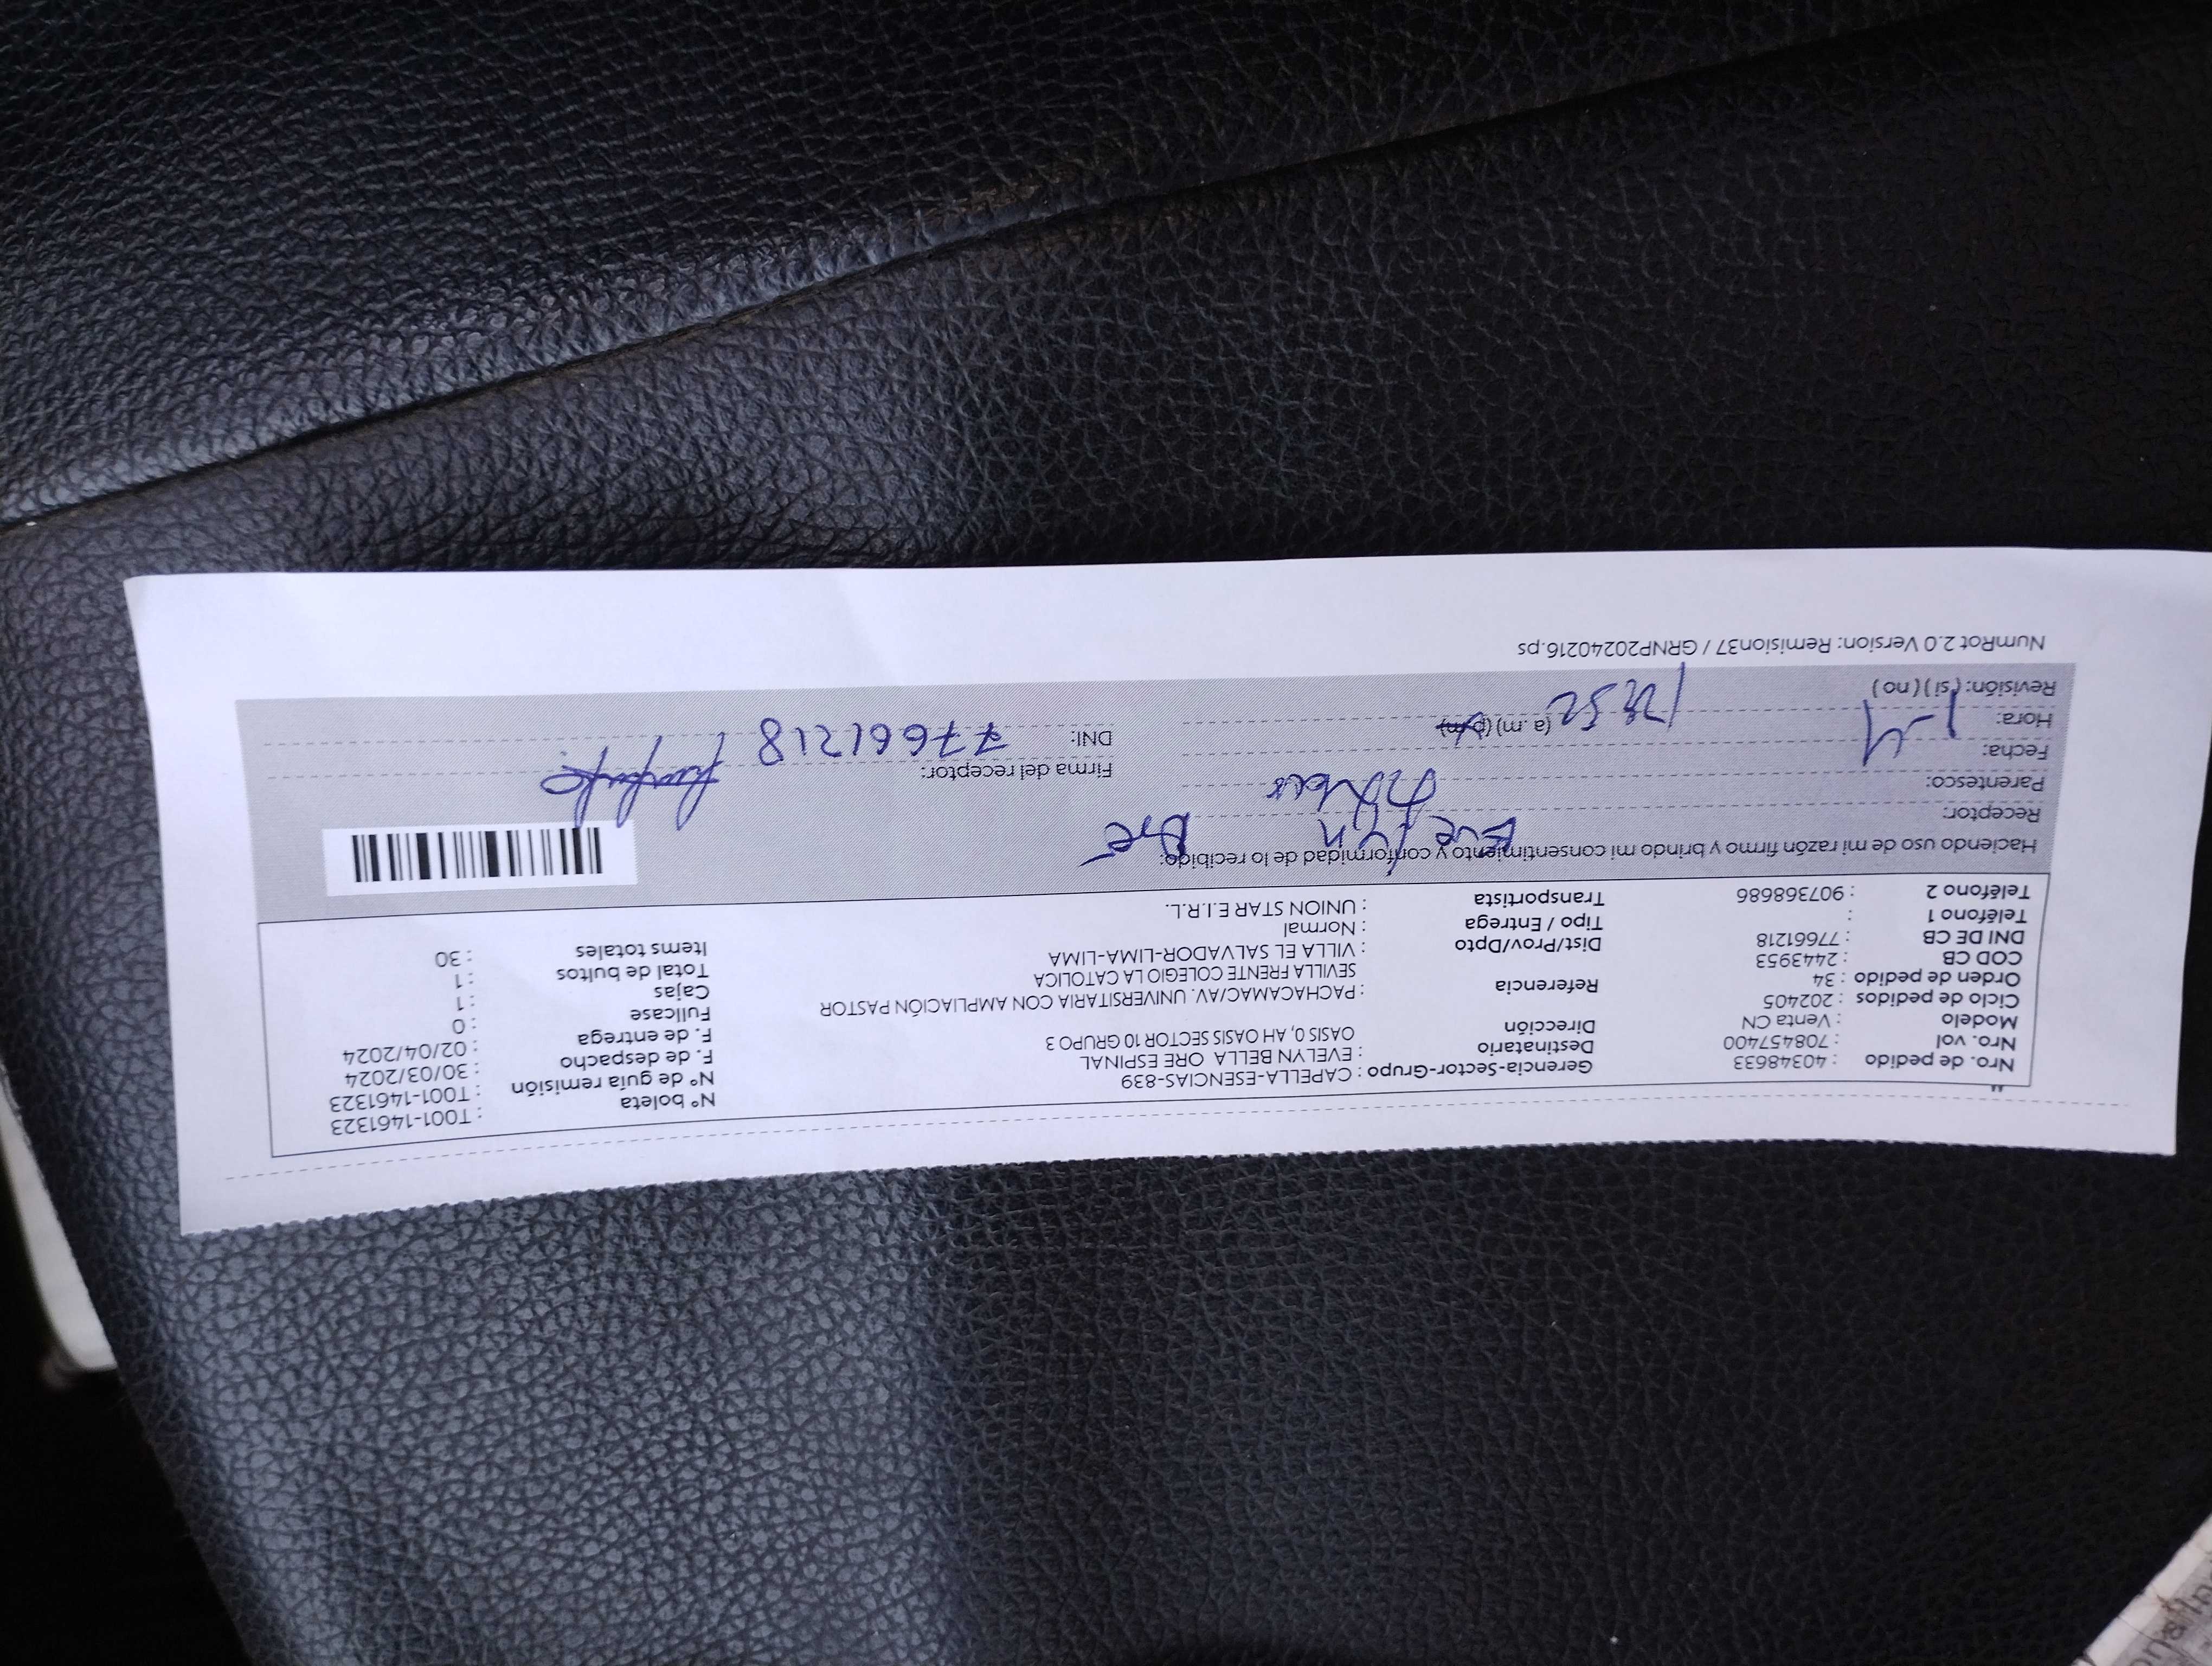 "
Nro. de pedido : 40348633 Gerencia-Sector-Grupo : CAPELLA-ESENCIAS-839 N° boleta : T001-1461323
Nro. vol : 708457400 Destinatario : EVELYN BELLA ORE ESPINAL N° de guía remisión : T001-1461323
Modelo : Venta CN Dirección OASIS 0, AH OASIS SECTOR 10 GRUPO 3 F. de despacho : 30/03/2024
Ciclo de pedidos : 202405 F. de entrega : 02/04/2024
Orden de pedido : 34 Referencia : PACHACAMAC/AV. UNIVERSITARIA CON AMPLIACIÓN PASTOR Fullcase : 0
COD CB : 2443953 SEVILLA FRENTE COLEGIO LA CATOLICA Cajas : 1
DNI DE CB : 77661218 Dist/Prov/Dpto : VILLA EL SALVADOR-LIMA-LIMA Total de bultos : 1
Teléfono 1 : Tipo / Entrega : Normal Items totales : 30
Teléfono 2 : 907368686 Transportista : UNION STAR E.I.R.L.
Haciendo uso de mi razón firmo y brindo mi consentimiento y conformidad de lo recibido:
Receptor: Evelyn Ore
Parentesco: Titular
Fecha: 1-4 Firma del receptor:
Hora: (a.m) (p.m) DNI: 77661218
Revisión: (si) (no)
NumRot 2.0 Version: Remision37 / GRNP20240216.ps